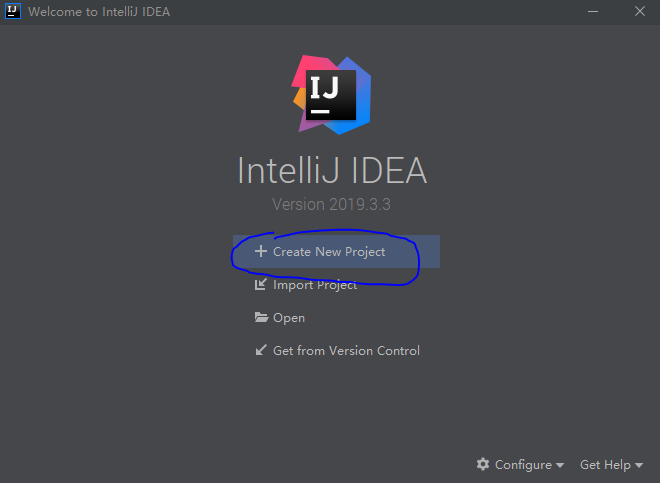 IJ Welcome to IntelliJ IDEA
IJ
IntelliJ IDEA
Version 2019.3.3
Create New Project
Import Project
Open
Get from Version Control
Configure Get Help